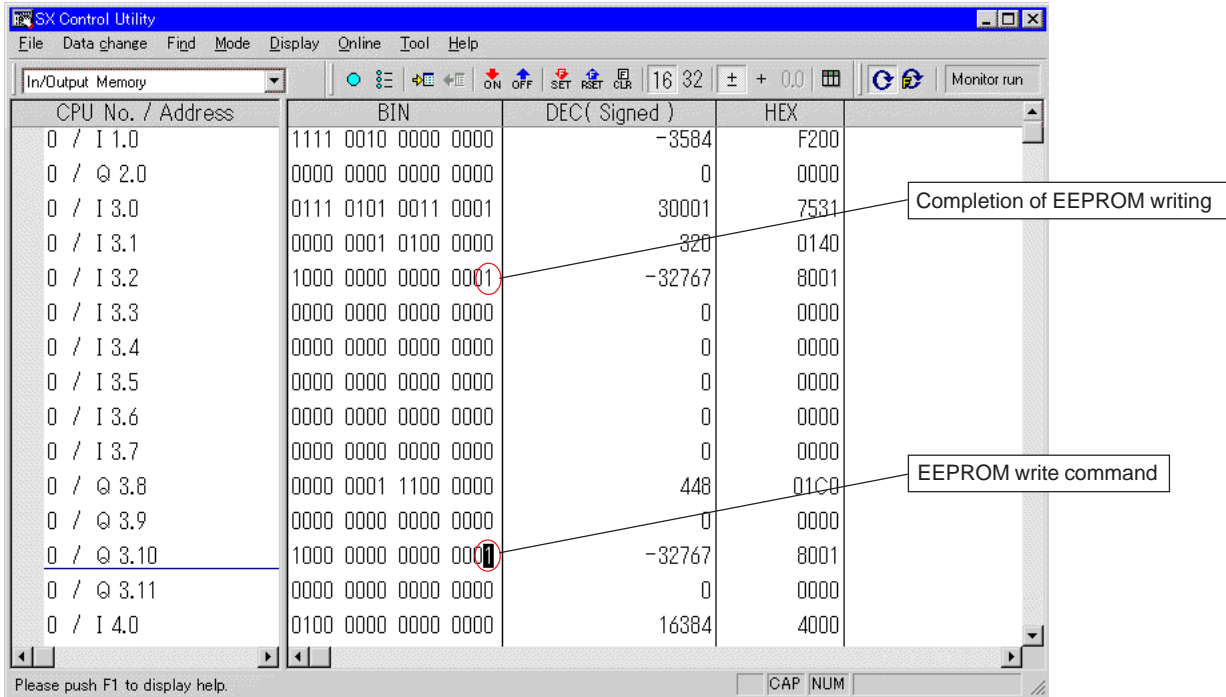 SX Control Utility
File Data change Find Mode Display Online Tool Help
In/Output Memory ON OFF SET RSET CLR 16 32 ± + 0.0 Monitor run
CPU No. / Address BIN DEC( Signed ) HEX
0 / I 1.0 1111 0010 0000 0000 -3584 F200
0 / Q 2.0 0000 0000 0000 0000 0 0000
0 / I 3.0 0111 0101 0011 0001 30001 7531
Completion of EEPROM writing
0 / I 3.1 0000 0001 0100 0000 320 0140
0 / I 3.2 1000 0000 0000 0001 -32767 8001
0 / I 3.3 0000 0000 0000 0000 0 0000
0 / I 3.4 0000 0000 0000 0000 0 0000
0 / I 3.5 0000 0000 0000 0000 0 0000
0 / I 3.6 0000 0000 0000 0000 0 0000
0 / I 3.7 0000 0000 0000 0000 0 0000
EEPROM write command
0 / Q 3.8 0000 0001 1100 0000 448 01C0
0 / Q 3.9 0000 0000 0000 0000 0 0000
0 / Q 3.10 1000 0000 0000 0001 -32767 8001
0 / Q 3.11 0000 0000 0000 0000 0 0000
0 / I 4.0 0100 0000 0000 0000 16384 4000
Please push F1 to display help. CAP NUM